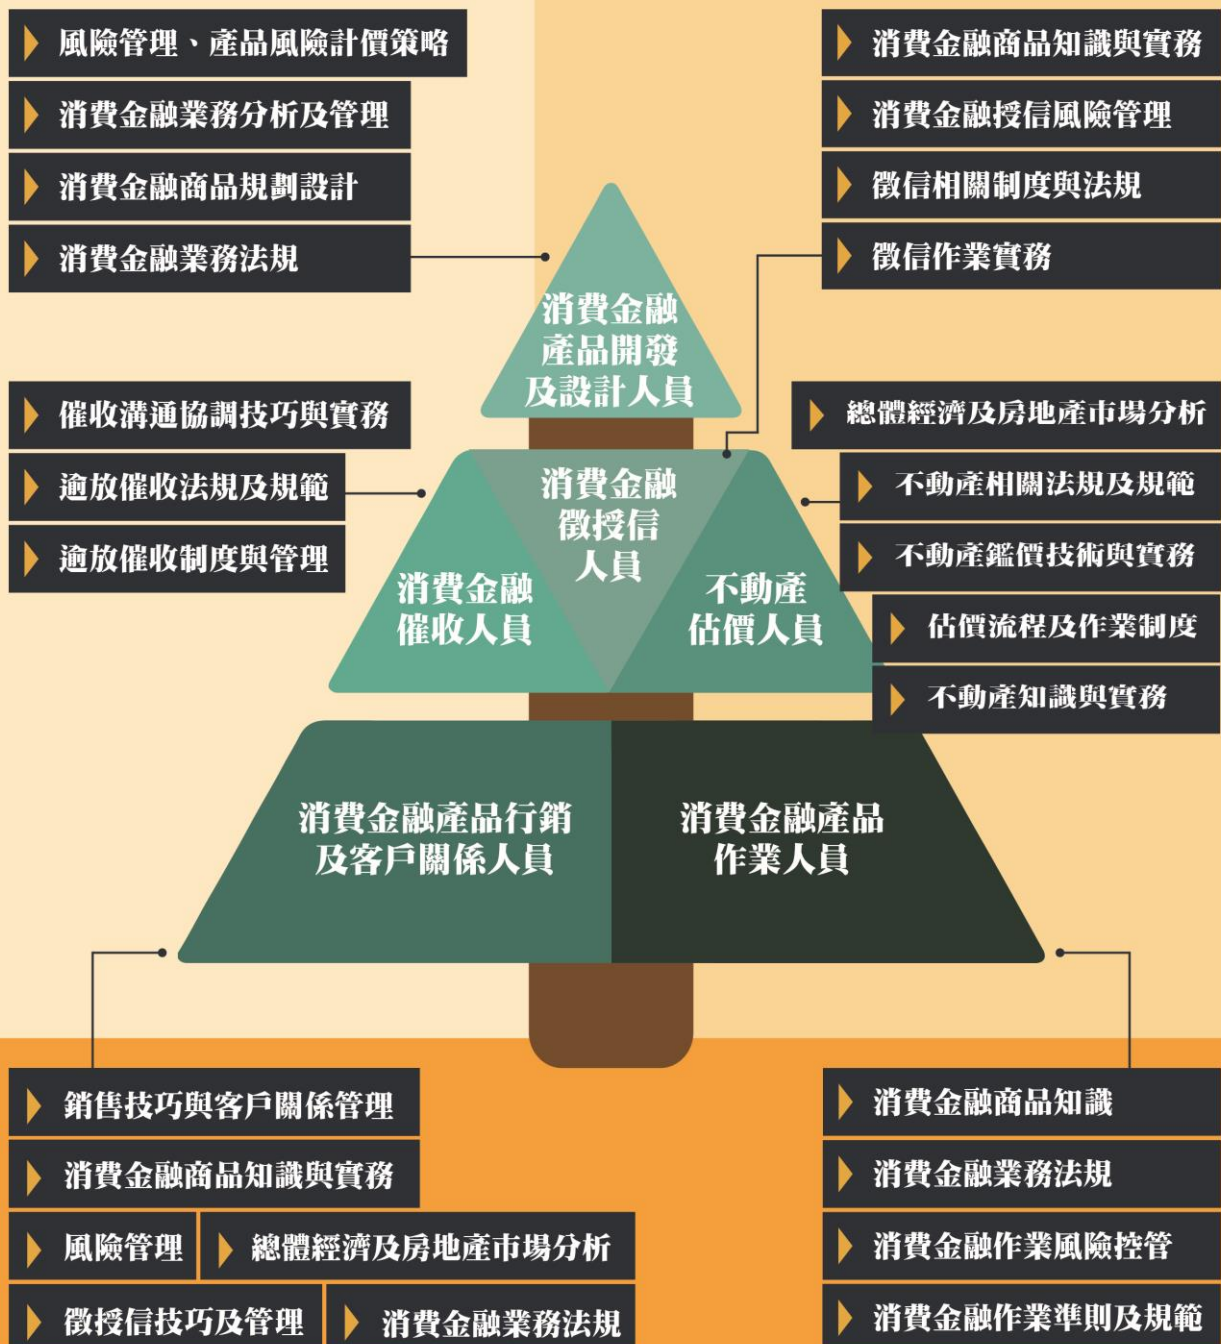 風險管理、產品風險計價策略
消費金融業務分析及管理
消費金融商品規劃設計
消費金融業務法規
消費金融商品知識與實務
消費金融授信風險管理
徵信相關制度與法規
徵信作業實務
消費金融
產品開發
及設計人員
催收溝通協調技巧與實務
逾放催收法規及規範
逾放催收制度與管理
消費金融
徵授信
人員
消費金融
催收人員
不動產
估價人員
總體經濟及房地產市場分析
不動產相關法規及規範
不動產鑑價技術與實務
估價流程及作業制度
不動產知識與實務
消費金融產品行銷
及客戶關係人員
消費金融產品
作業人員
銷售技巧與客戶關係管理
消費金融商品知識與實務
風險管理
總體經濟及房地產市場分析
徵授信技巧及管理
消費金融業務法規
消費金融商品知識
消費金融業務法規
消費金融作業風險控管
消費金融作業準則及規範